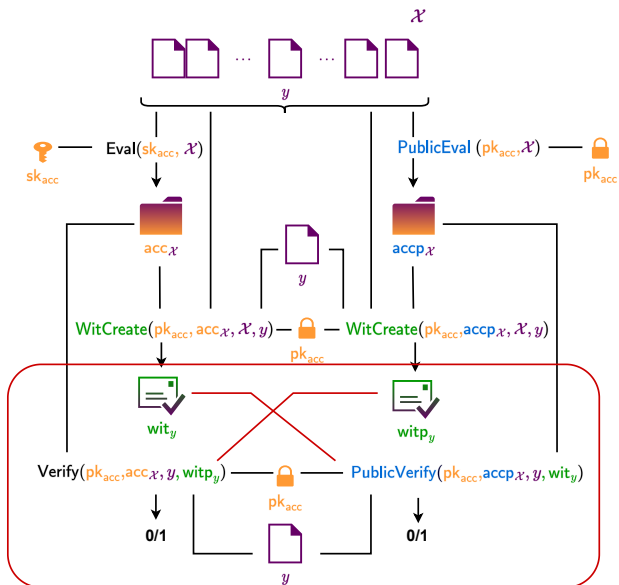 𝒳
... ...
y
Eval(sk_acc, 𝒳)
PublicEval (pk_acc,𝒳)
sk_acc
pk_acc
acc_𝒳
accp_𝒳
y
WitCreate(pk_acc, acc_𝒳, 𝒳, y)
WitCreate(pk_acc,accp_𝒳, 𝒳, y)
pk_acc
wit_y
witp_y
Verify(pk_acc,acc_𝒳, y, witp_y)
PublicVerify(pk_acc,accp_𝒳, y, wit_y)
pk_acc
0/1
0/1
y